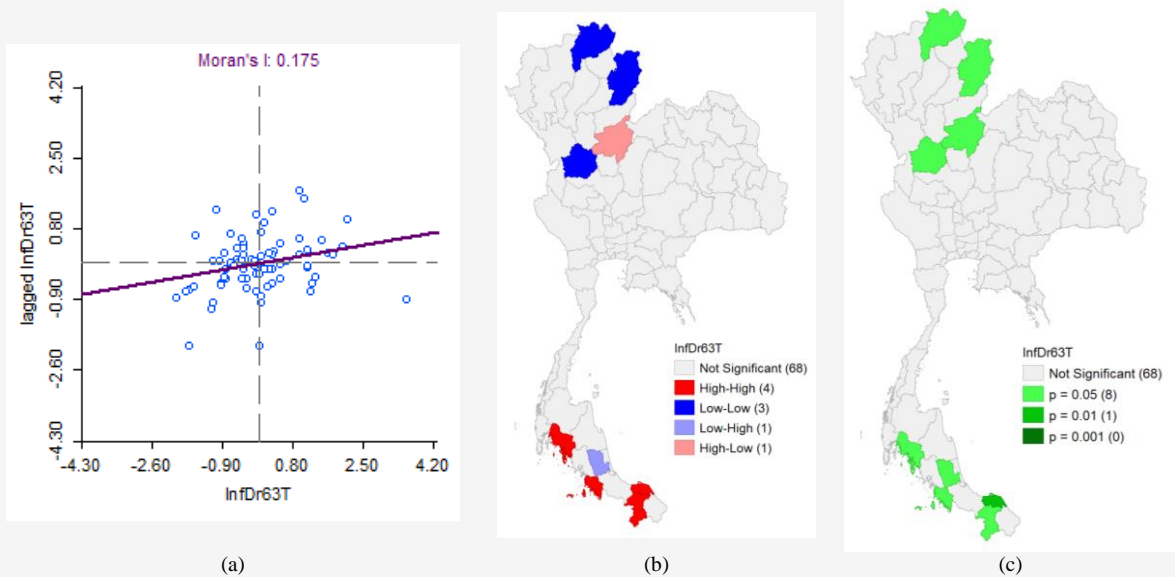 Moran's I: 0.175
4.20
2.50
0.80
-0.90
-2.60
-4.30
lagged InfDr63T
-4.30 -2.60 -0.90 0.80 2.50 4.20
InfDr63T
(a)
InfDr63T
Not Significant (68)
High-High (4)
Low-Low (3)
Low-High (1)
High-Low (1)
(b)
InfDr63T
Not Significant (68)
p = 0.05 (8)
p = 0.01 (1)
p = 0.001 (0)
(c)